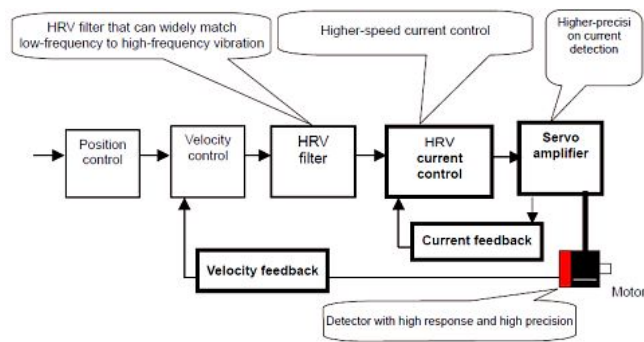 HRV filter that can widely match
low-frequency to high-frequency vibration
Higher-speed current control
Higher-precisi
on current
detection
Position
control
Velocity
control
HRV
filter
HRV
current
control
Servo
amplifier
Current feedback
Velocity feedback
Motor
Detector with high response and high precision